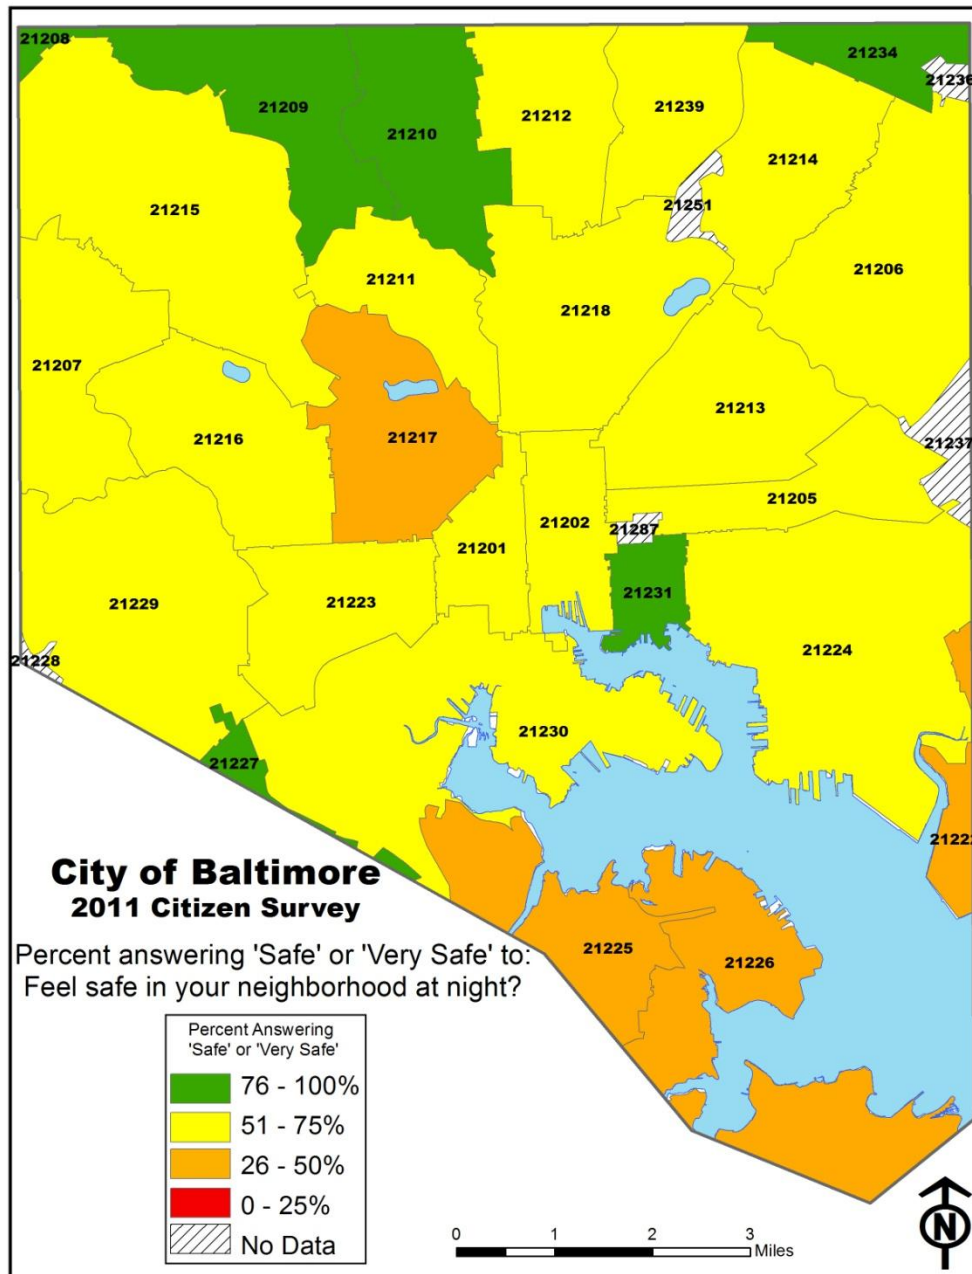 21208
21234
21236
21209
21210
21212
21239
21214
21251
21215
21206
21211
21218
21207
21213
21216
21217
21237
21205
21202
21287
21201
21231
21229
21223
21224
21228
21230
21227
2122
City of Baltimore
2011 Citizen Survey
21225
21226
Percent answering 'Safe' or 'Very Safe' to:
Feel safe in your neighborhood at night?
Percent Answering
'Safe' or 'Very Safe'
76 - 100%
51 - 75%
26 - 50%
0 - 25%
No Data
0 1 2 3
Miles
N